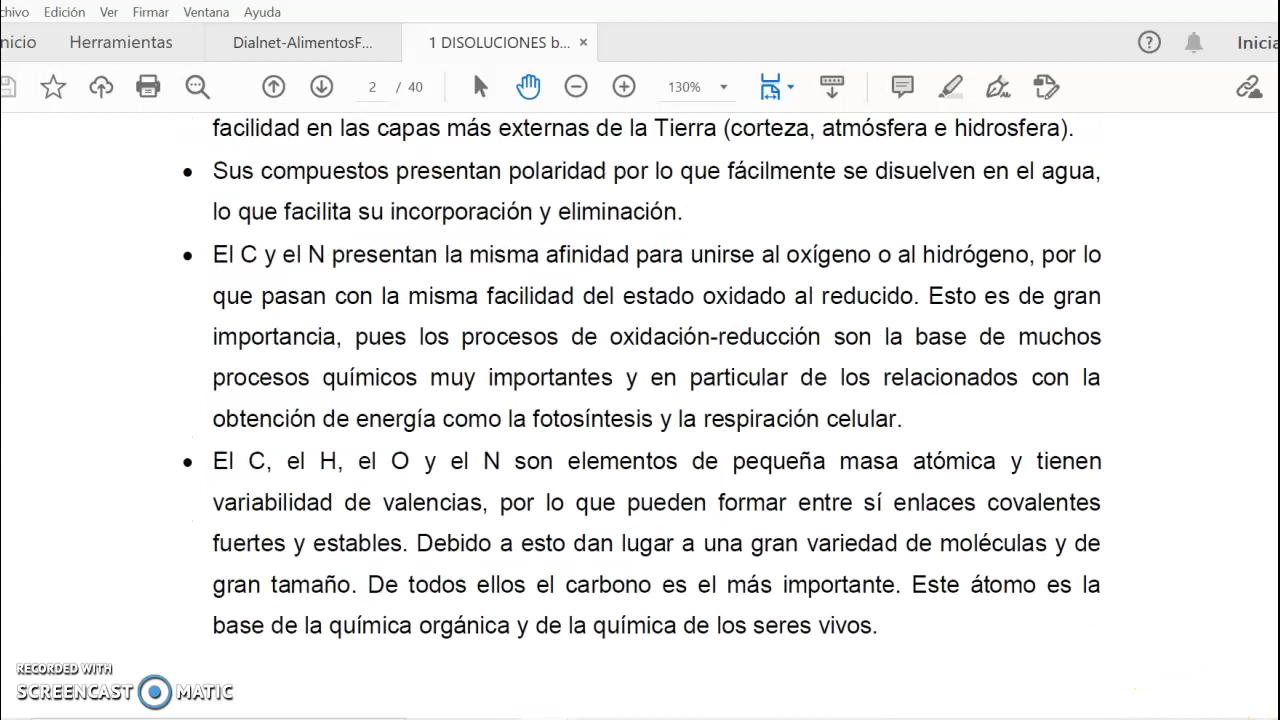 chivo Edición Ver Firmar Ventana Ayuda
nicio Herramientas Dialnet-AlimentosF... 1 DISOLUCIONES b... × Inicia
2 / 40 130%
facilidad en las capas más externas de la Tierra (corteza, atmósfera e hidrosfera).
• Sus compuestos presentan polaridad por lo que fácilmente se disuelven en el agua,
lo que facilita su incorporación y eliminación.
• El C y el N presentan la misma afinidad para unirse al oxígeno o al hidrógeno, por lo
que pasan con la misma facilidad del estado oxidado al reducido. Esto es de gran
importancia, pues los procesos de oxidación-reducción son la base de muchos
procesos químicos muy importantes y en particular de los relacionados con la
obtención de energía como la fotosíntesis y la respiración celular.
• El C, el H, el O y el N son elementos de pequeña masa atómica y tienen
variabilidad de valencias, por lo que pueden formar entre sí enlaces covalentes
fuertes y estables. Debido a esto dan lugar a una gran variedad de moléculas y de
gran tamaño. De todos ellos el carbono es el más importante. Este átomo es la
base de la química orgánica y de la química de los seres vivos.
RECORDED WITH
SCREENCAST MATIC